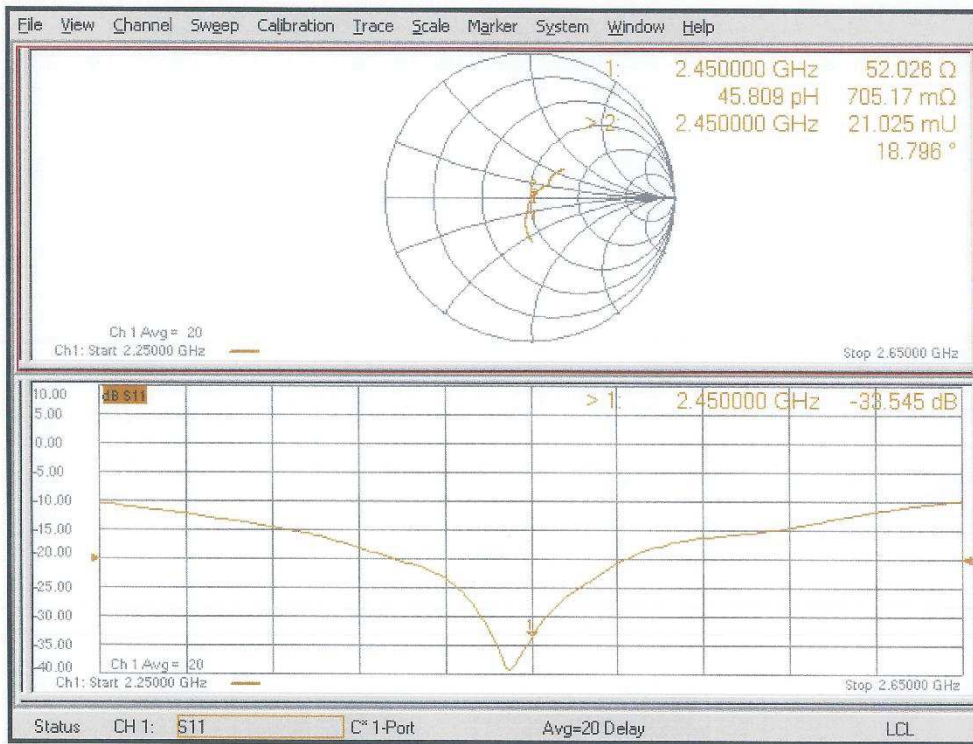 File View Channel Sweep Calibration Trace Scale Marker System Window Help
1: 2.450000 GHz 52.026 Ω
45.809 pH 705.17 mΩ
> 2: 2.450000 GHz 21.025 mU
18.796 °
Ch 1 Avg = 20
Ch1: Start 2.25000 GHz Stop 2.65000 GHz
10.00 dB S11 > 1: 2.450000 GHz -33.545 dB
5.00
0.00
-5.00
-10.00
-15.00
-20.00
-25.00
-30.00
-35.00 1
-40.00 Ch 1 Avg = 20
Ch1: Start 2.25000 GHz Stop 2.65000 GHz
Status CH 1: S11 C* 1-Port Avg=20 Delay LCL